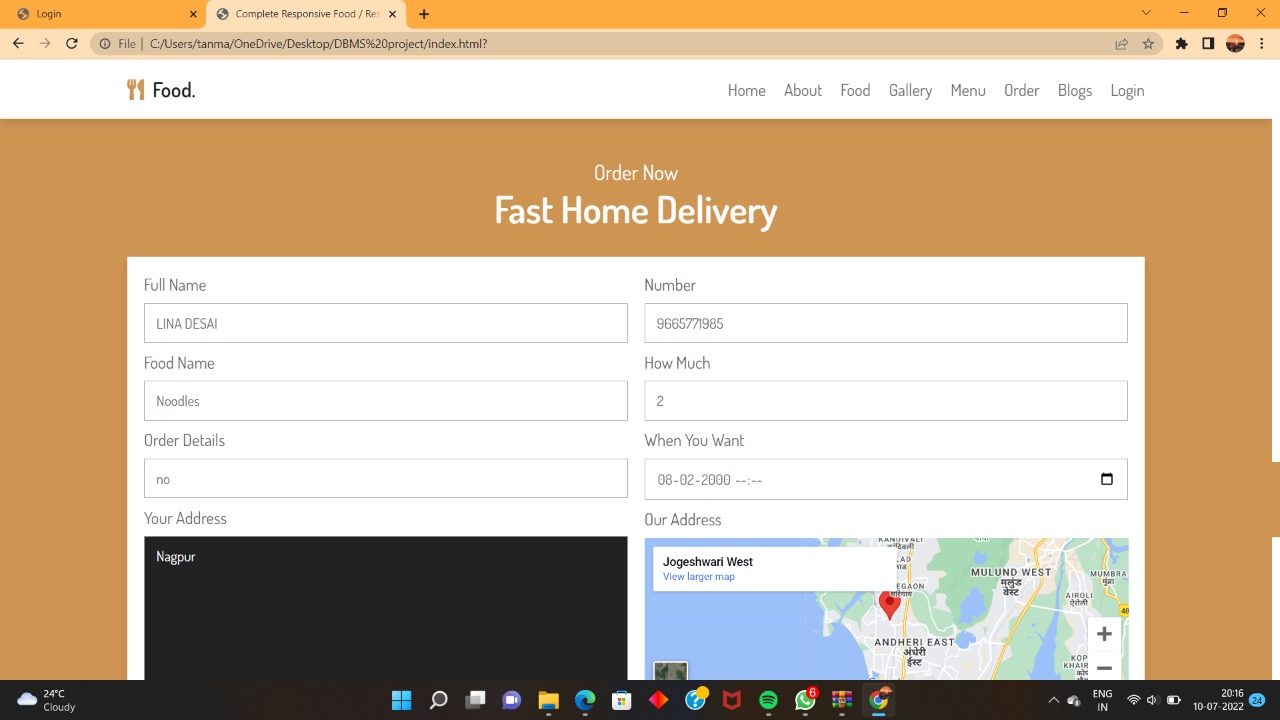 Login
Complete Responsive Food / Res
File | C:/Users/tanma/OneDrive/Desktop/DBMS%20project/index.html?
Food.
Home About Food Gallery Menu Order Blogs Login
Order Now
Fast Home Delivery
Full Name
Number
LINA DESAI
9665771985
Food Name
How Much
Noodles
2
Order Details
When You Want
no
08-02-2000 --:--
Your Address
Our Address
Nagpur
Jogeshwari West
View larger map
KANDIVALI
कांदिवली
LAD
लाड
EGAON
गोरेगाव
MULUND WEST
मुलुंड
वेस्ट
MUMBRA
मुंब्रा
AIROLI
ऐरोली
48
ANDHERI EAST
अंधेरी
ईस्ट
KOP
KHAIR
+
−
24°C
Cloudy
6
ENG
IN
20:16
10-07-2022
24